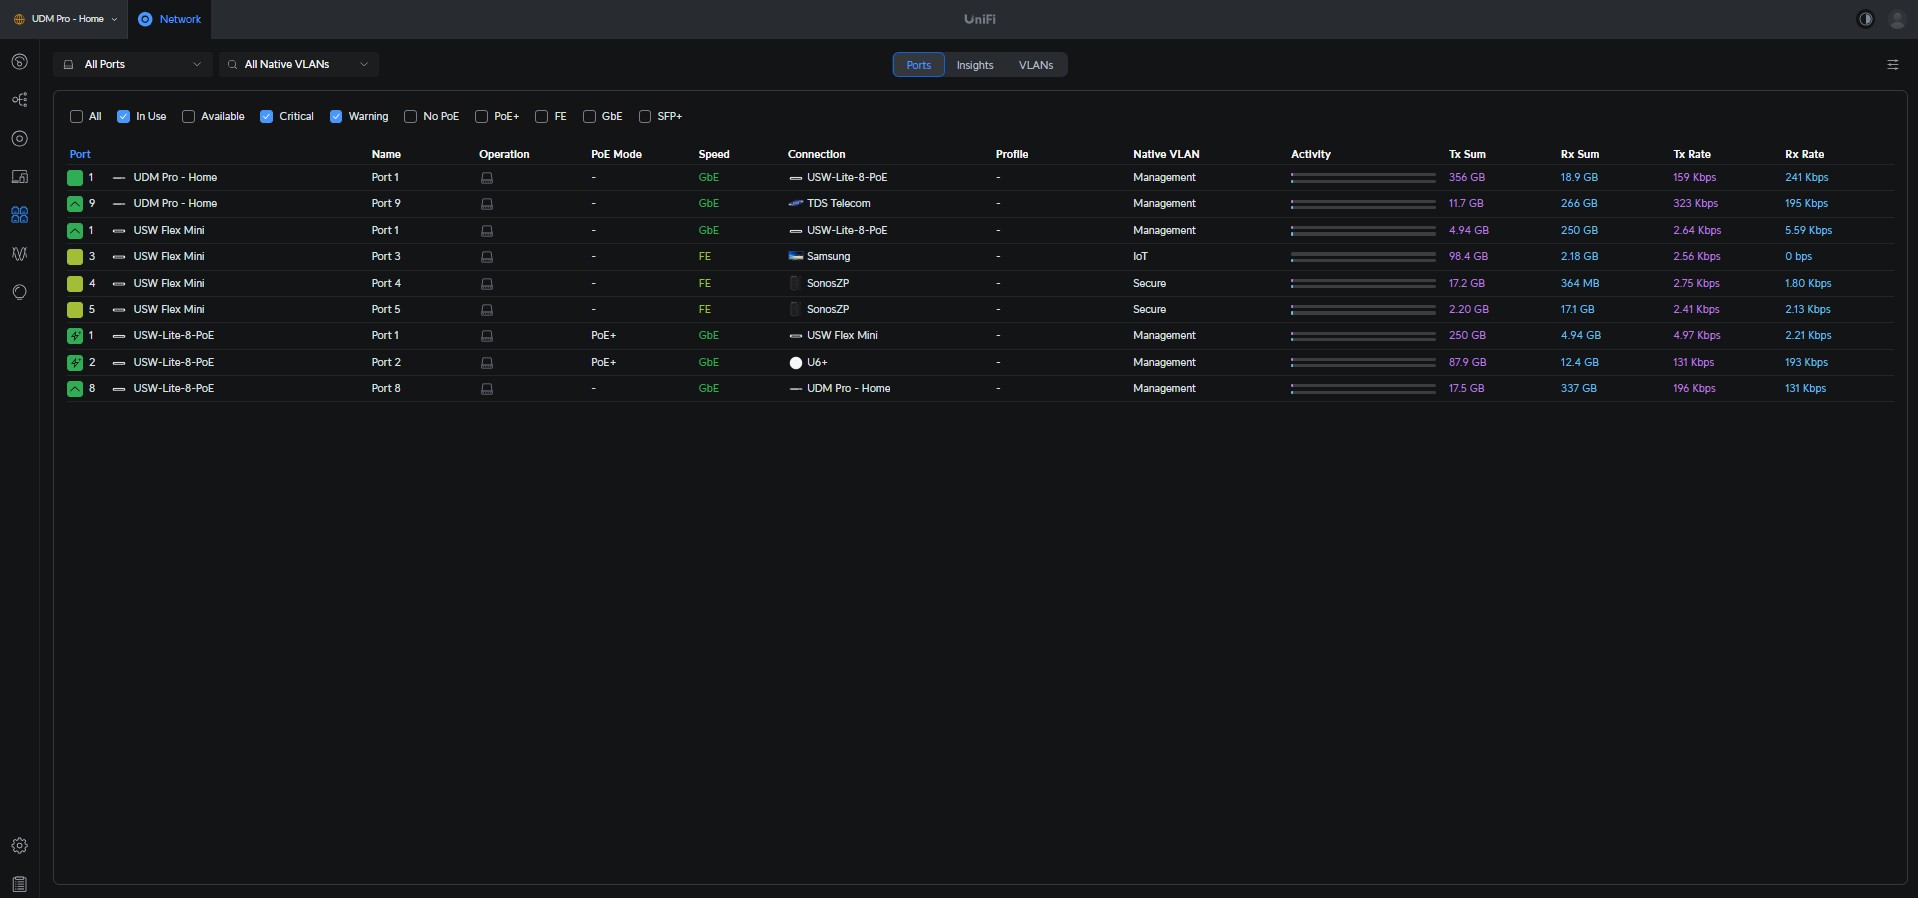 UDM Pro - Home Network UniFi
All Ports All Native VLANs Ports Insights VLANs
All In Use Available Critical Warning No PoE PoE+ FE GbE SFP+
Port Name Operation PoE Mode Speed Connection Profile Native VLAN Activity Tx Sum Rx Sum Tx Rate Rx Rate
1 UDM Pro - Home Port 1 - GbE USW-Lite-8-PoE - Management 356 GB 18.9 GB 159 Kbps 241 Kbps
9 UDM Pro - Home Port 9 - GbE TDS Telecom - Management 11.7 GB 266 GB 323 Kbps 195 Kbps
1 USW Flex Mini Port 1 - GbE USW-Lite-8-PoE - Management 4.94 GB 250 GB 2.64 Kbps 5.59 Kbps
3 USW Flex Mini Port 3 - FE Samsung - IoT 98.4 GB 2.18 GB 2.56 Kbps 0 bps
4 USW Flex Mini Port 4 - FE SonosZP - Secure 17.2 GB 364 MB 2.75 Kbps 1.80 Kbps
5 USW Flex Mini Port 5 - FE SonosZP - Secure 2.20 GB 17.1 GB 2.41 Kbps 2.13 Kbps
1 USW-Lite-8-PoE Port 1 PoE+ GbE USW Flex Mini - Management 250 GB 4.94 GB 4.97 Kbps 2.21 Kbps
2 USW-Lite-8-PoE Port 2 PoE+ GbE U6+ - Management 87.9 GB 12.4 GB 131 Kbps 193 Kbps
8 USW-Lite-8-PoE Port 8 - GbE UDM Pro - Home - Management 17.5 GB 337 GB 196 Kbps 131 Kbps